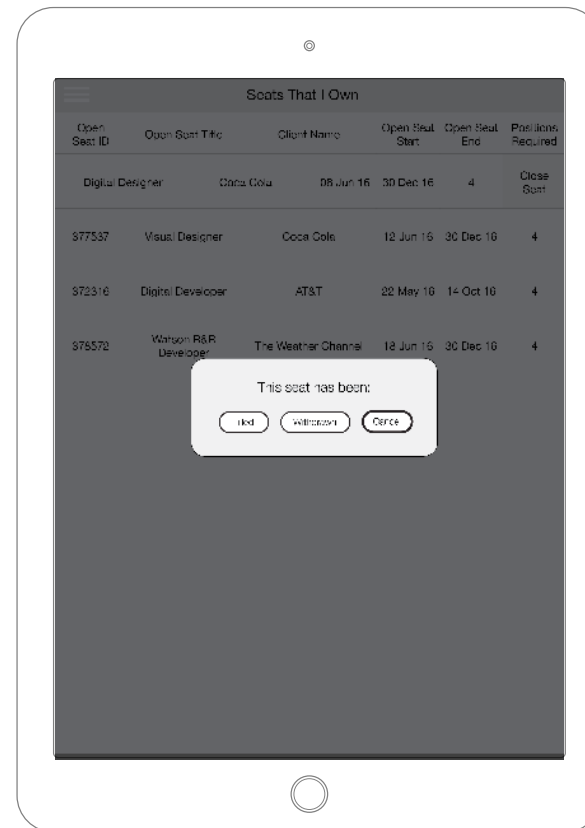 Seats That I Own
Open Seat ID Open Seat Title Client Name Open Seat Start Open Seat End Positions Required
Digital Designer Coca Cola 08 Jun 16 30 Dec 16 4 Close Seat
377537 Visual Designer Coca Cola 12 Jun 16 30 Dec 16 4
372316 Digital Developer AT&T 22 May 16 14 Oct 16 4
378572 Watson R&R Developer The Weather Channel 18 Jun 16 30 Dec 16 4
This seat has been:
Filled Withdrawn Cancel